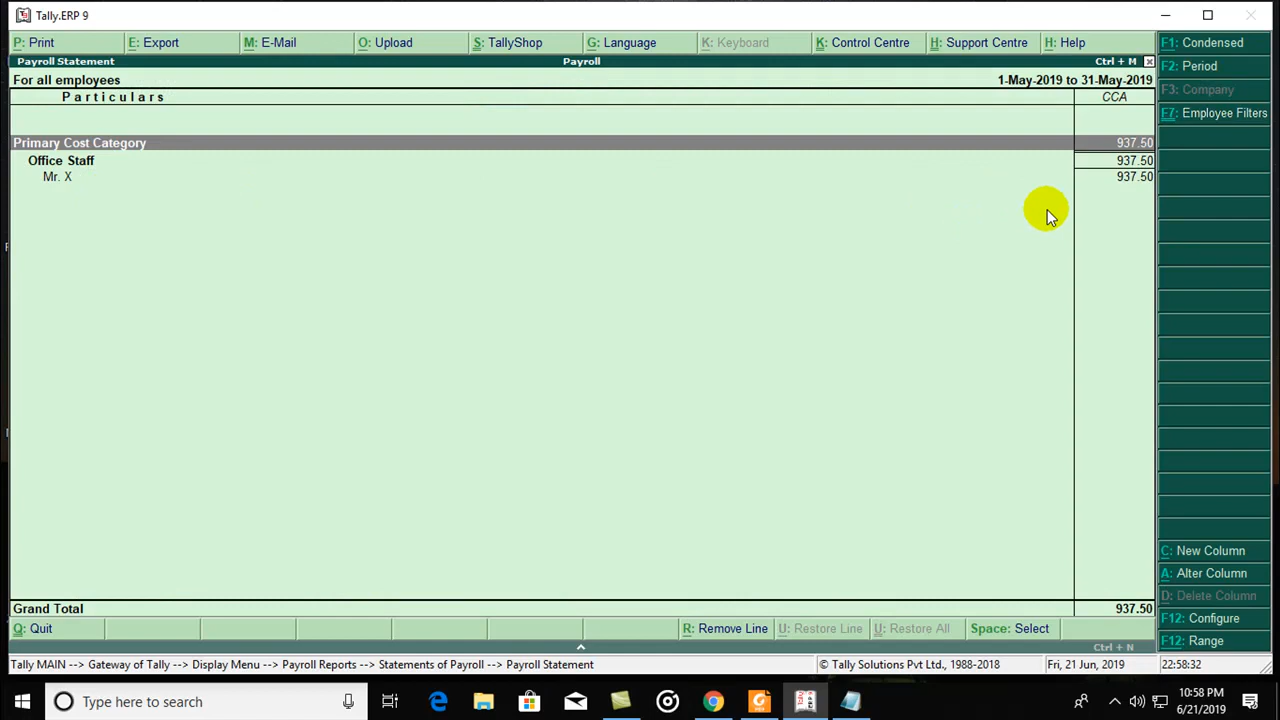 Tally.ERP 9
P: Print E: Export M: E-Mail O: Upload S: TallyShop G: Language K: Keyboard K: Control Centre H: Support Centre H: Help
Payroll Statement Payroll Ctrl + M
For all employees 1-May-2019 to 31-May-2019
Particulars CCA
Primary Cost Category 937.50
Office Staff 937.50
Mr. X 937.50
Grand Total 937.50
F1: Condensed
F2: Period
F3: Company
F7: Employee Filters
C: New Column
A: Alter Column
D: Delete Column
F12: Configure
F12: Range
Q: Quit R: Remove Line U: Restore Line U: Restore All Space: Select
Ctrl + N
Tally MAIN --> Gateway of Tally --> Display Menu --> Payroll Reports --> Statements of Payroll --> Payroll Statement © Tally Solutions Pvt Ltd., 1988-2018 Fri, 21 Jun, 2019 22:58:32
Type here to search 10:58 PM
6/21/2019